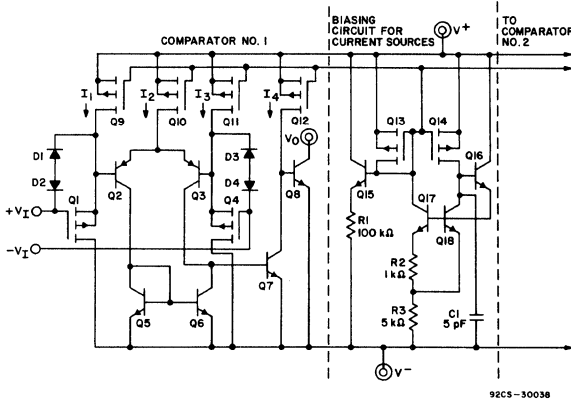 COMPARATOR NO. 1
BIASING
CIRCUIT FOR
CURRENT SOURCES
V+
TO
COMPARATOR
NO. 2
I1
I2
I3
I4
Q9
Q10
Q11
Q12
Q13
Q14
VO
D1
D2
D3
D4
Q1
Q2
Q3
Q4
Q8
Q15
Q16
Q17
Q18
+VI
-VI
R1
100 kΩ
R2
1 kΩ
R3
5 kΩ
C1
5 pF
Q5
Q6
Q7
V-
92CS-30038